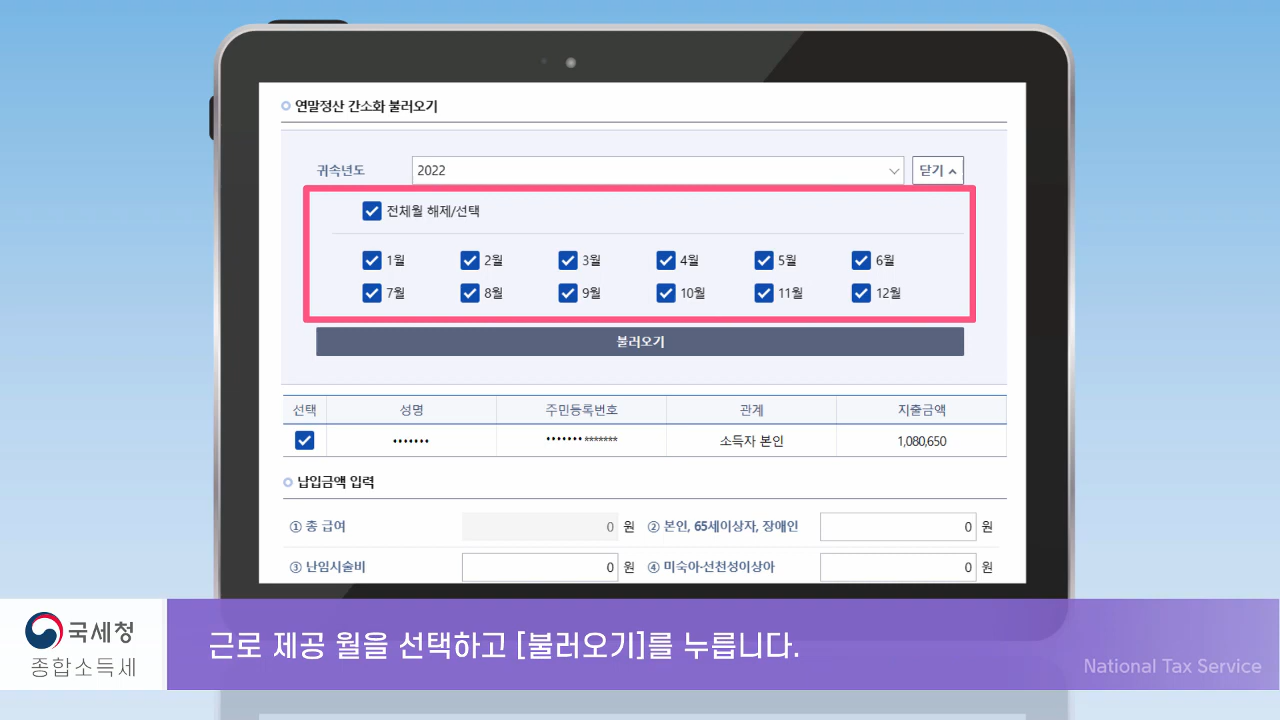 연말정산 간소화 불러오기
귀속년도 2022 닫기
전체월 해제/선택
1월 2월 3월 4월 5월 6월
7월 8월 9월 10월 11월 12월
불러오기
선택 성명 주민등록번호 관계 지출금액
••••••• •••••••******* 소득자 본인 1,080,650
납입금액 입력
① 총 급여 0 원 ② 본인, 65세이상자, 장애인 0 원
③ 난임시술비 0 원 ④ 미숙아·선천성이상아 0 원
국세청
종합소득세
근로 제공 월을 선택하고 [불러오기]를 누릅니다.
National Tax Service